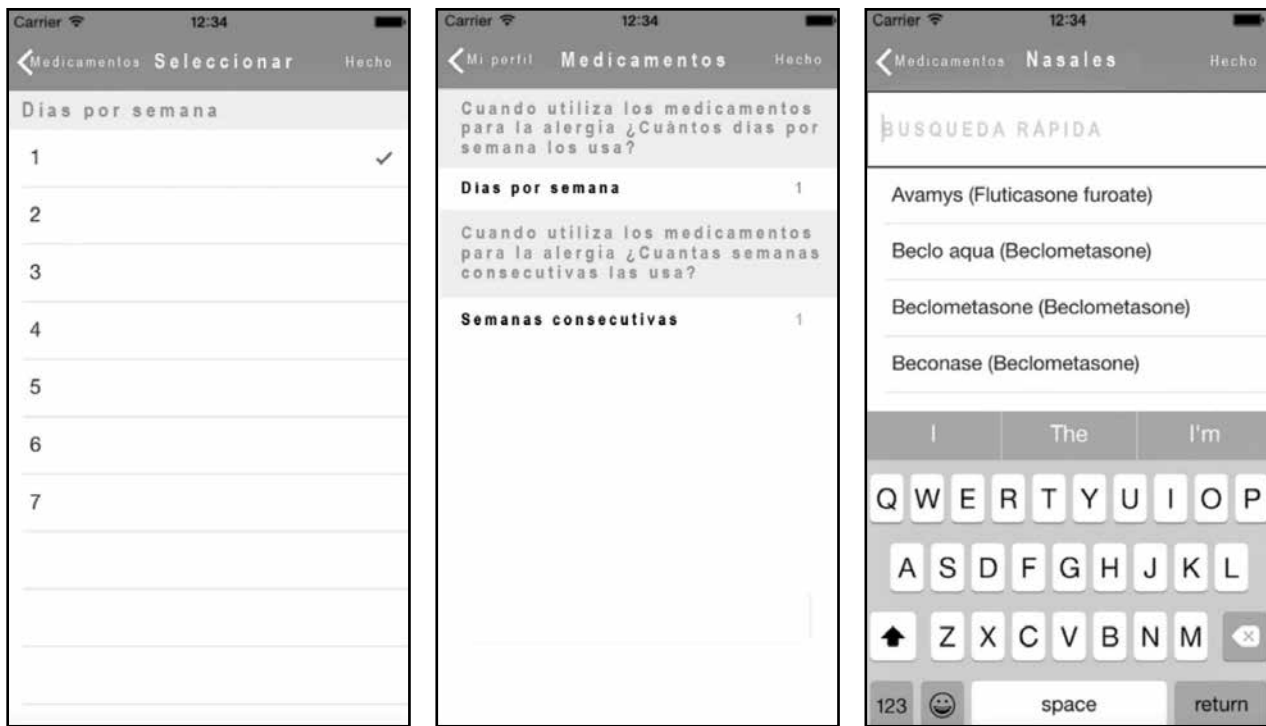 Carrier 12:34
Medicamentos Seleccionar Hecho
Dias por semana
1
2
3
4
5
6
7
Carrier 12:34
Mi perfil Medicamentos Hecho
Cuando utiliza los medicamentos
para la alergia ¿Cuántos dias por
semana los usa?
Dias por semana 1
Cuando utiliza los medicamentos
para la alergia ¿Cuantas semanas
consecutivas las usa?
Semanas consecutivas 1
Carrier 12:34
Medicamentos Nasales Hecho
BUSQUEDA RÁPIDA
Avamys (Fluticasone furoate)
Beclo aqua (Beclometasone)
Beclometasone (Beclometasone)
Beconase (Beclometasone)
I The I'm
Q W E R T Y U I O P
A S D F G H J K L
Z X C V B N M
123 space return